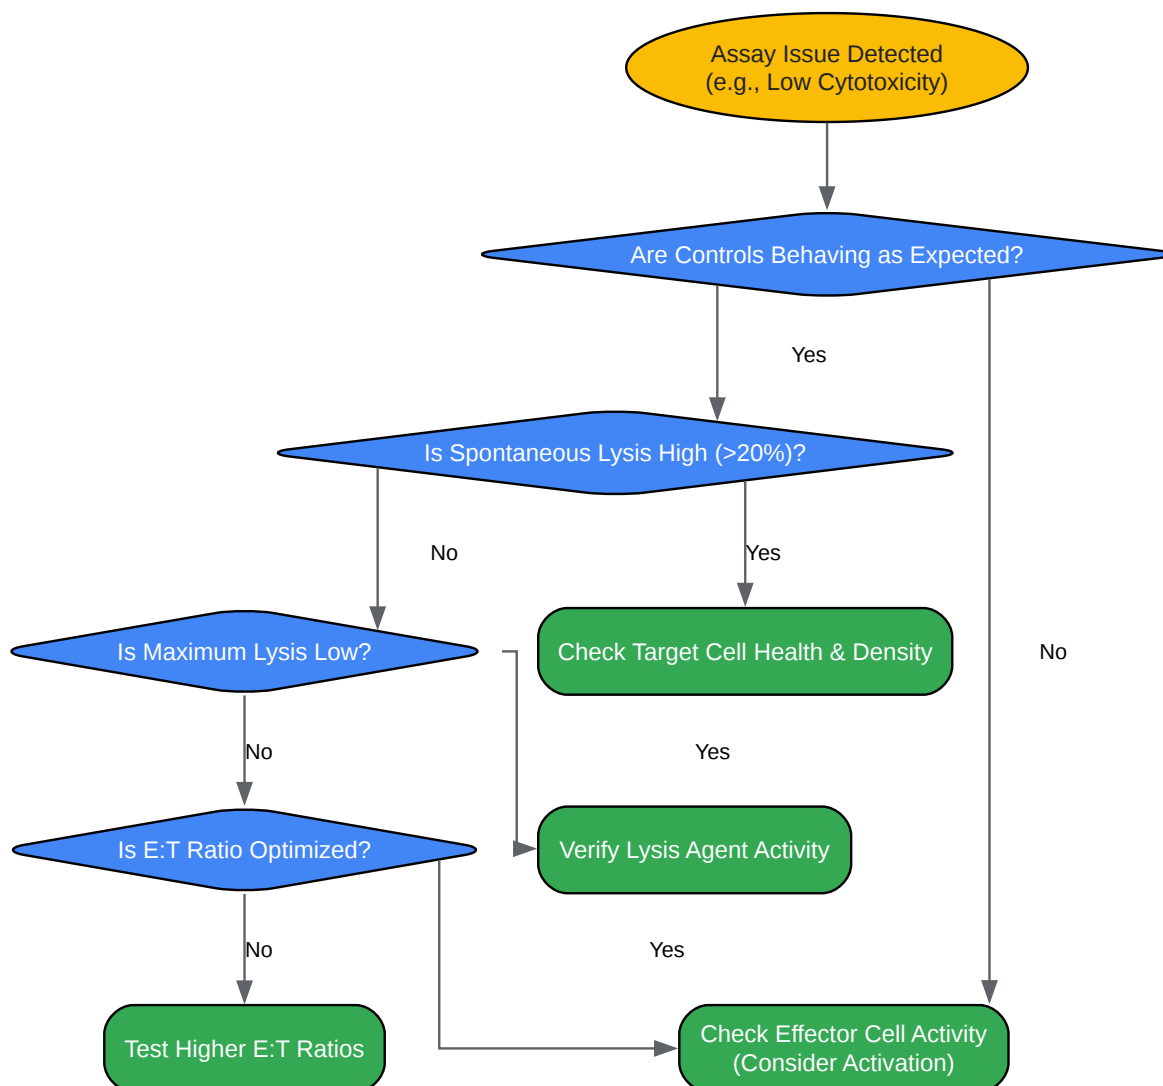 Assay Issue Detected
(e.g., Low Cytotoxicity)
Are Controls Behaving as Expected?
Yes
Is Spontaneous Lysis High (>20%)?
No
Yes
Is Maximum Lysis Low?
Check Target Cell Health & Density
No
No
Yes
Is E:T Ratio Optimized?
Verify Lysis Agent Activity
No
Yes
Test Higher E:T Ratios
Check Effector Cell Activity
(Consider Activation)